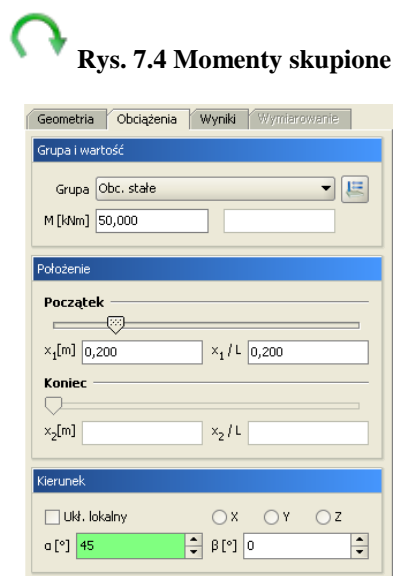 Rys. 7.4 Momenty skupione
Geometria Obciążenia Wyniki Wymiarowanie
Grupa i wartość
Grupa Obc. stałe
M [kNm] 50,000
Położenie
Początek
x1[m] 0,200 x1 / L 0,200
Koniec
x2[m] x2 / L
Kierunek
Ukł. lokalny X Y Z
α [°] 45 β [°] 0